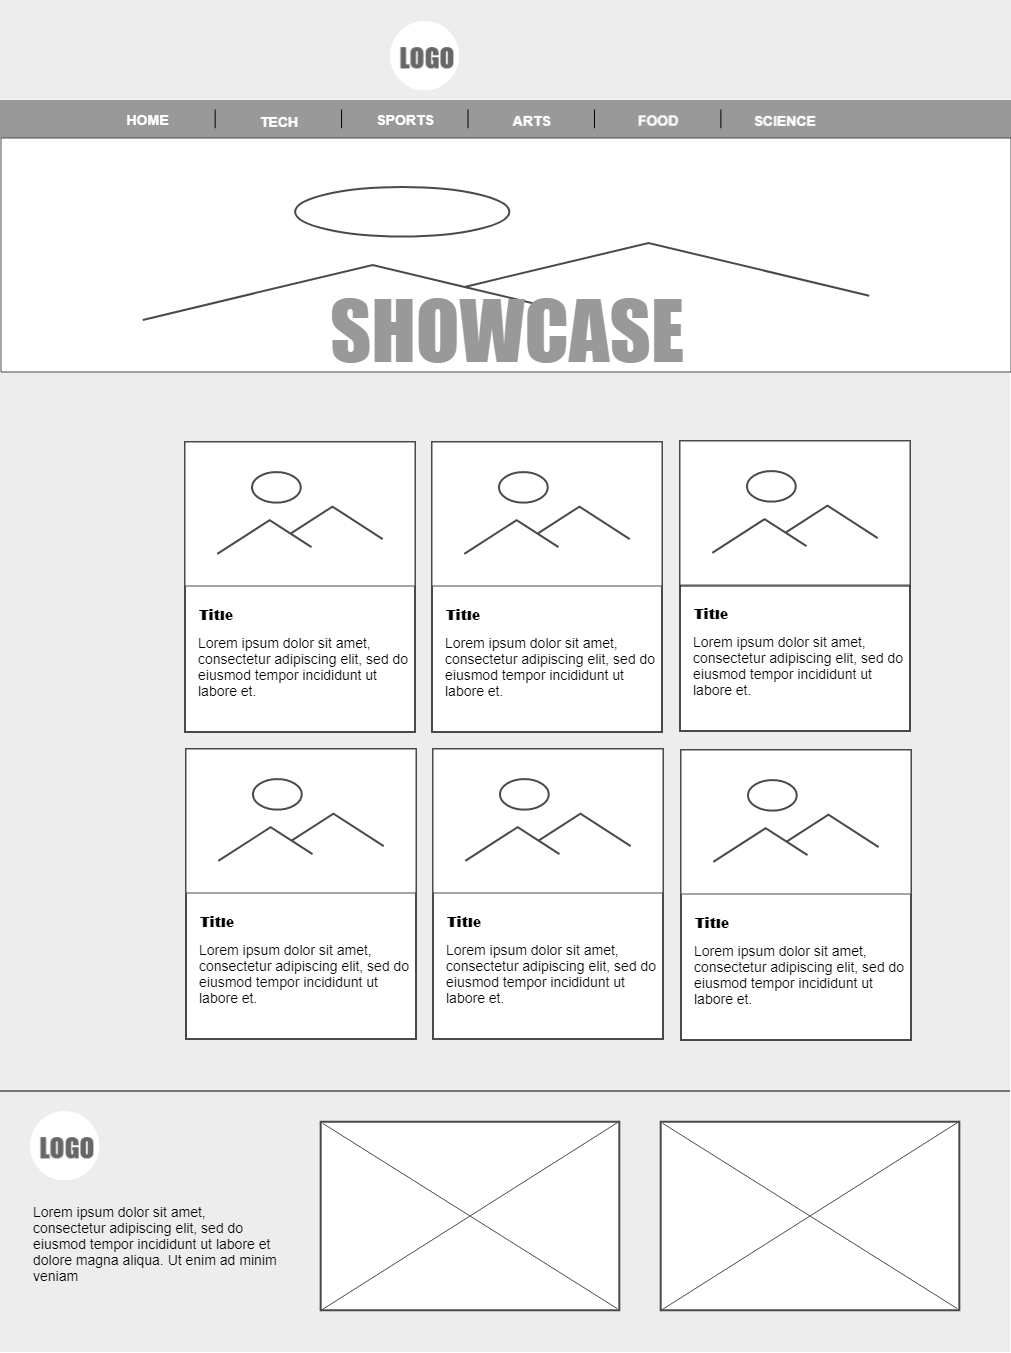 LOGO
HOME TECH SPORTS ARTS FOOD SCIENCE
SHOWCASE
Title
Lorem ipsum dolor sit amet,
consectetur adipiscing elit, sed do
eiusmod tempor incididunt ut
labore et.
Title
Lorem ipsum dolor sit amet,
consectetur adipiscing elit, sed do
eiusmod tempor incididunt ut
labore et.
Title
Lorem ipsum dolor sit amet,
consectetur adipiscing elit, sed do
eiusmod tempor incididunt ut
labore et.
Title
Lorem ipsum dolor sit amet,
consectetur adipiscing elit, sed do
eiusmod tempor incididunt ut
labore et.
Title
Lorem ipsum dolor sit amet,
consectetur adipiscing elit, sed do
eiusmod tempor incididunt ut
labore et.
Title
Lorem ipsum dolor sit amet,
consectetur adipiscing elit, sed do
eiusmod tempor incididunt ut
labore et.
LOGO
Lorem ipsum dolor sit amet,
consectetur adipiscing elit, sed do
eiusmod tempor incididunt ut labore et
dolore magna aliqua. Ut enim ad minim
veniam